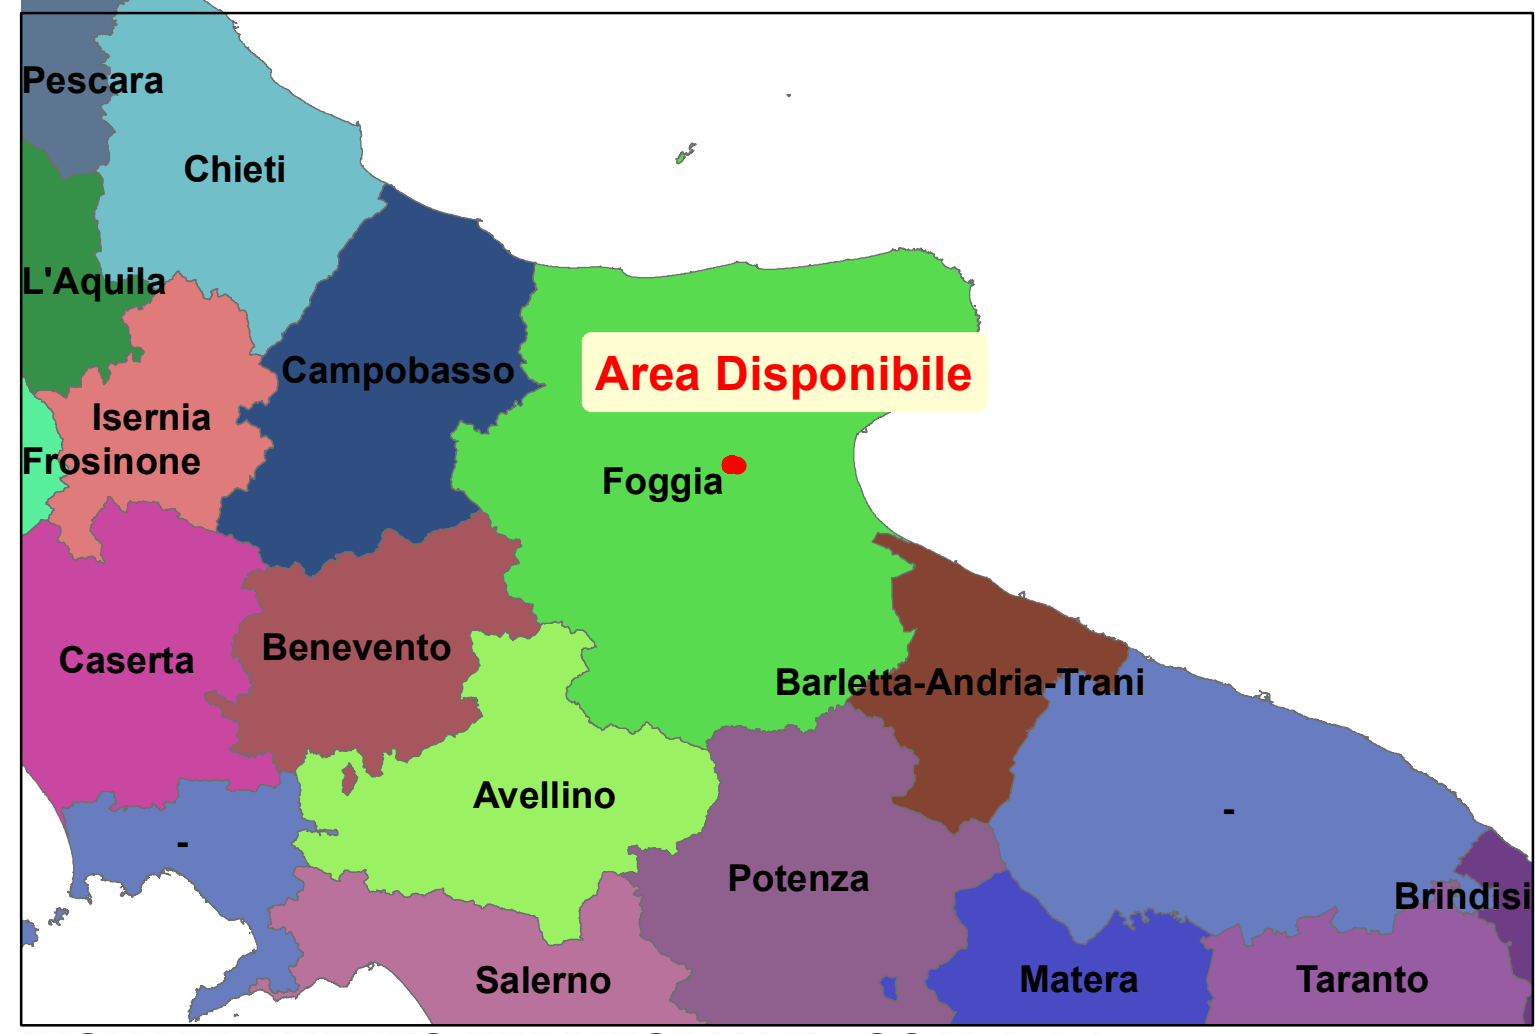 Pescara
Chieti
L'Aquila
Campobasso
Area Disponibile
Isernia
Frosinone
Foggia
Caserta
Benevento
Barletta-Andria-Trani
Avellino
-
-
Potenza
Brindisi
Salerno
Matera
Taranto